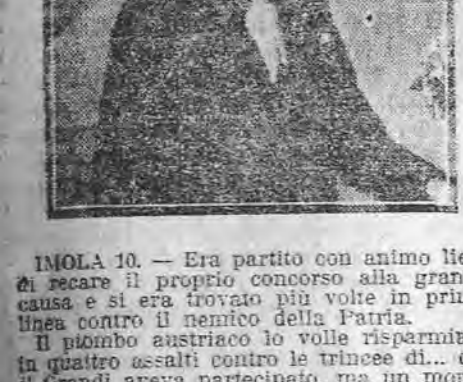 IMOLA 10. — Era partito con animo lie
di recare il proprio concorso alla gran
causa e si era trovato più volte in pri
linea contro il nemico della Patria.
Il piombo austriaco lo volle risparmia
in quattro assalti contro le trincee di...
il Grandi aveva partecipato, ma un mor